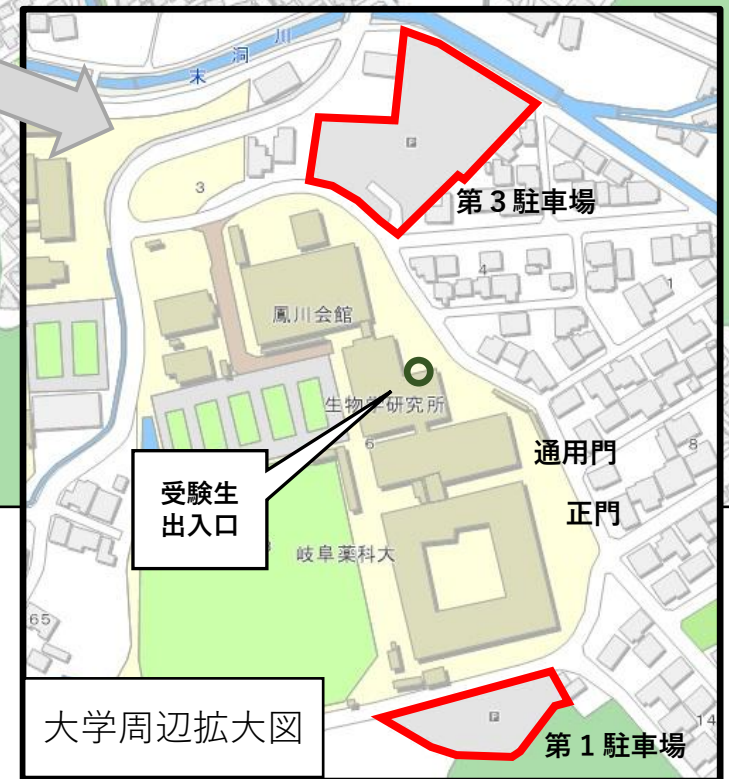 末洞川
P
3
第3駐車場
4
1
鳳川会館
生物学研究所
6
通用門
8
受験生
出入口
正門
岐阜薬科大
65
大学周辺拡大図
P
第1駐車場
14